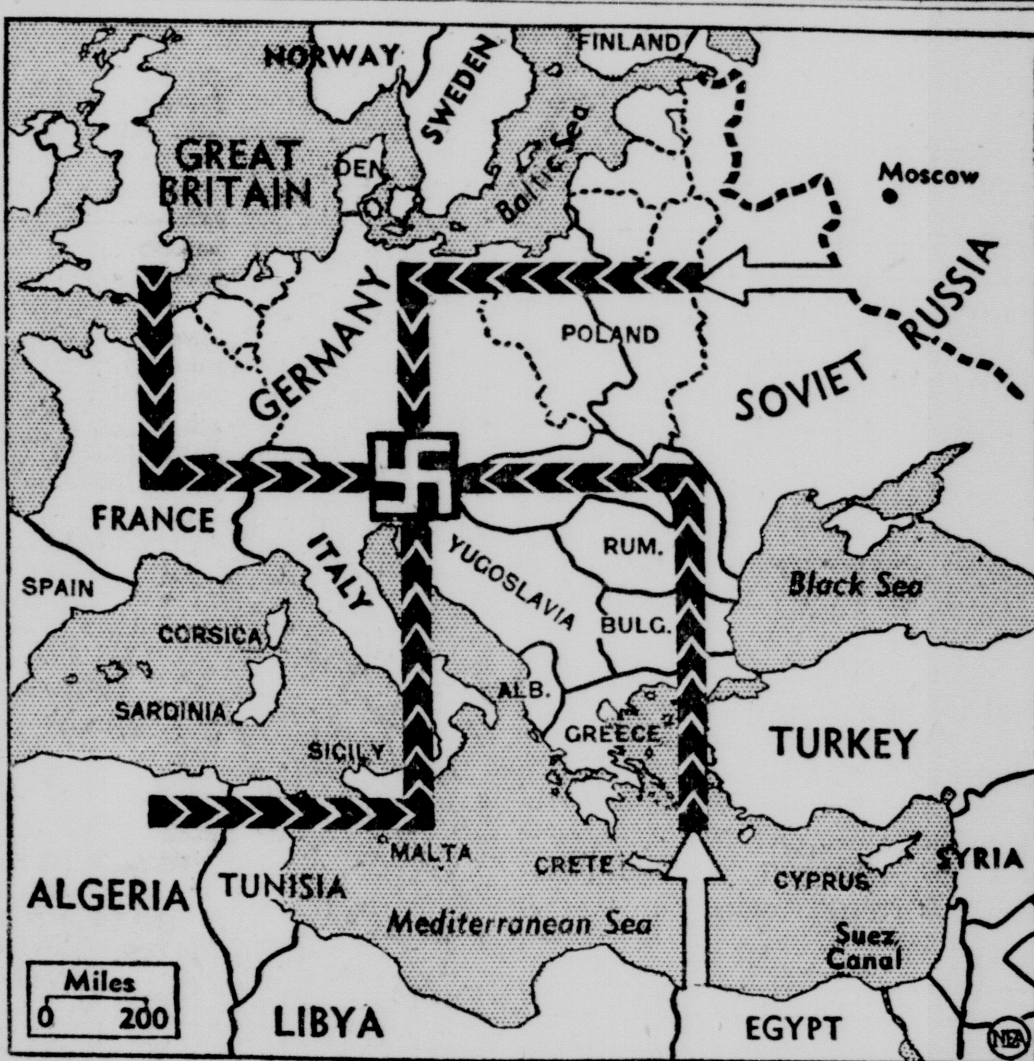 NORWAY
SWEDEN
FINLAND
GREAT
BRITAIN
DEN.
Baltic Sea
Moscow
GERMANY
POLAND
SOVIET
RUSSIA
FRANCE
ITALY
YUGOSLAVIA
RUM.
BULG.
Black Sea
SPAIN
CORSICA
SARDINIA
SICILY
ALB.
GREECE
TURKEY
MALTA
CRETE
CYPRUS
SYRIA
ALGERIA
TUNISIA
Mediterranean Sea
Suez
Canal
Miles
0 200
LIBYA
EGYPT
NEA